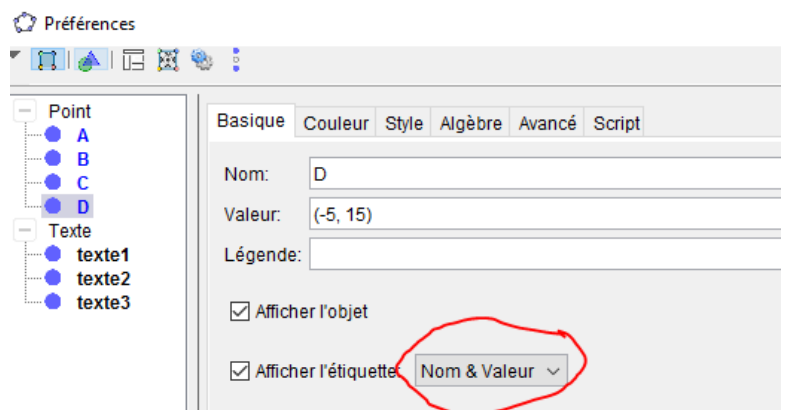 Préférences
Point
A
B
C
D
Texte
texte1
texte2
texte3
Basique Couleur Style Algèbre Avancé Script
Nom: D
Valeur: (-5, 15)
Légende:
Afficher l'objet
Afficher l'étiquette: Nom & Valeur